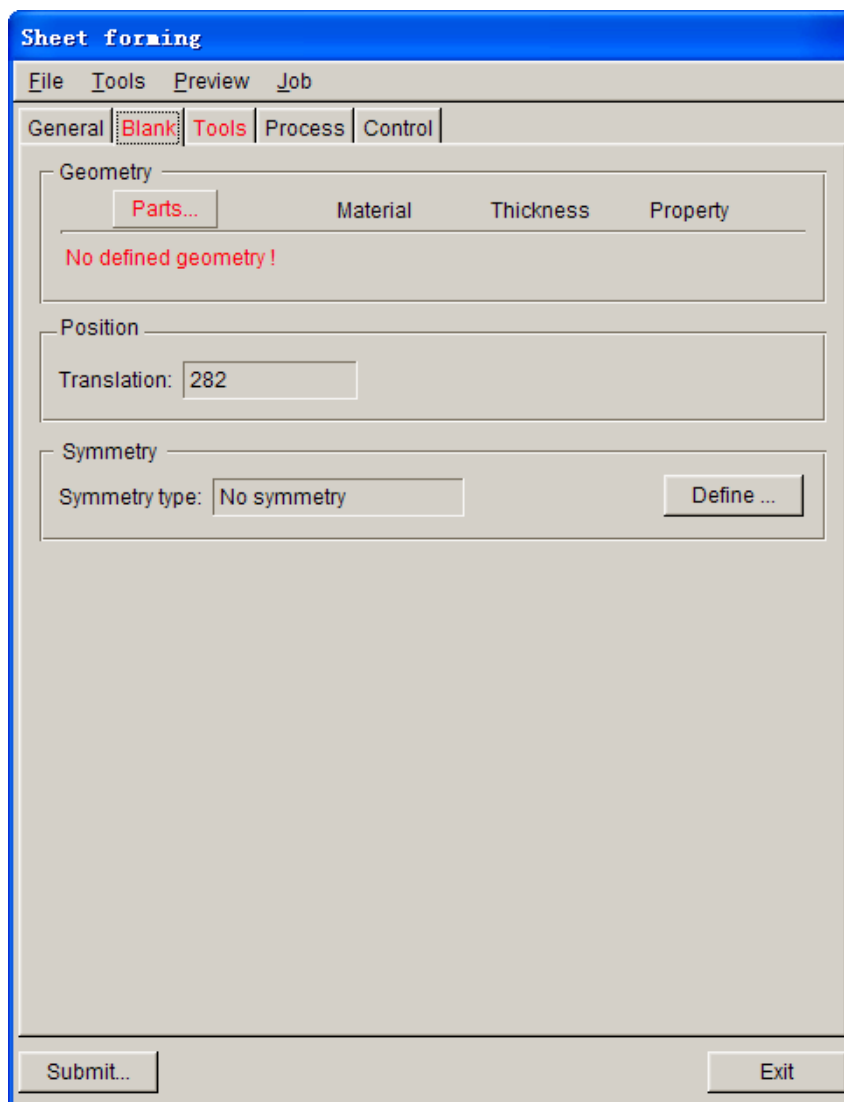 Sheet forming
File Tools Preview Job
General Blank Tools Process Control
Geometry
Parts... Material Thickness Property
No defined geometry !
Position
Translation: 282
Symmetry
Symmetry type: No symmetry Define ...
Submit... Exit